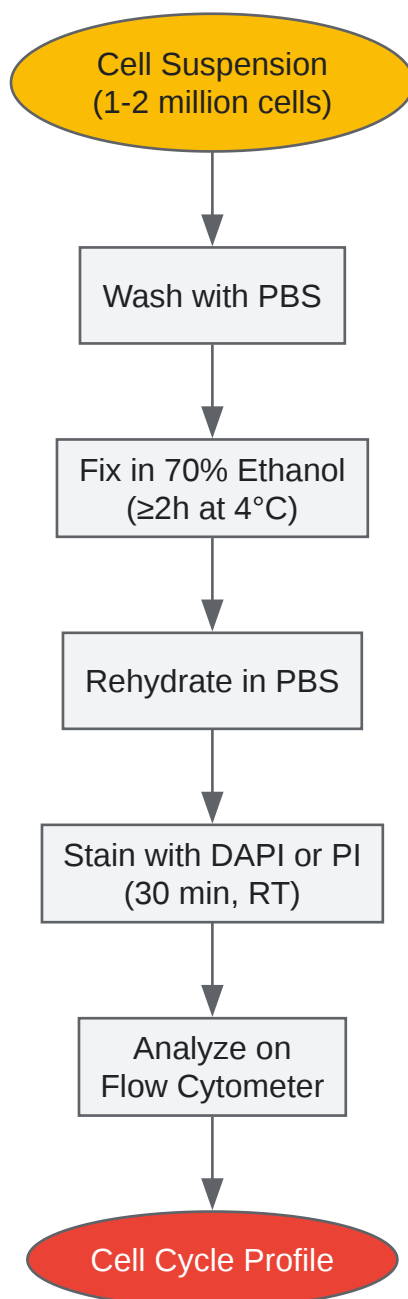 Cell Suspension
(1-2 million cells)
Wash with PBS
Fix in 70% Ethanol
(≥2h at 4°C)
Rehydrate in PBS
Stain with DAPI or PI
(30 min, RT)
Analyze on
Flow Cytometer
Cell Cycle Profile